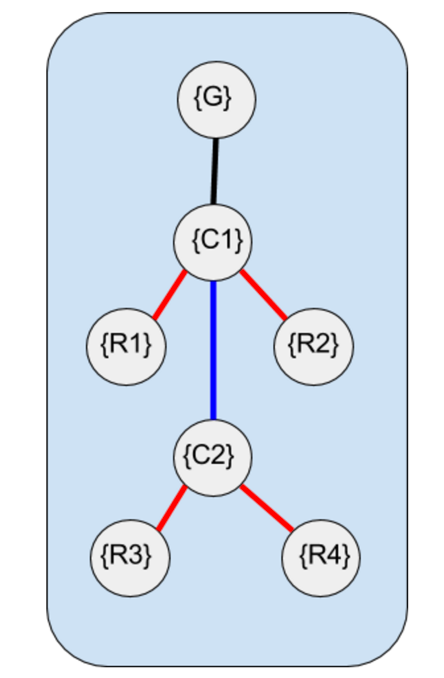 {G}
{C1}
{R1}
{R2}
{C2}
{R3}
{R4}